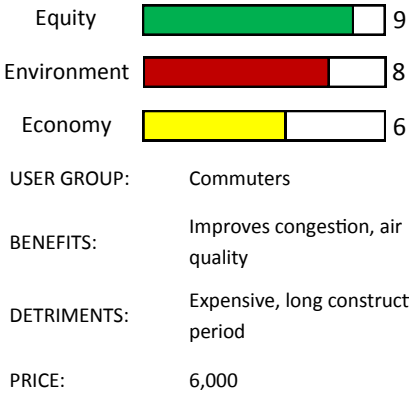 Equity 9
Environment 8
Economy 6
USER GROUP: Commuters
BENEFITS: Improves congestion, air
quality
DETRIMENTS: Expensive, long construct
period
PRICE: 6,000